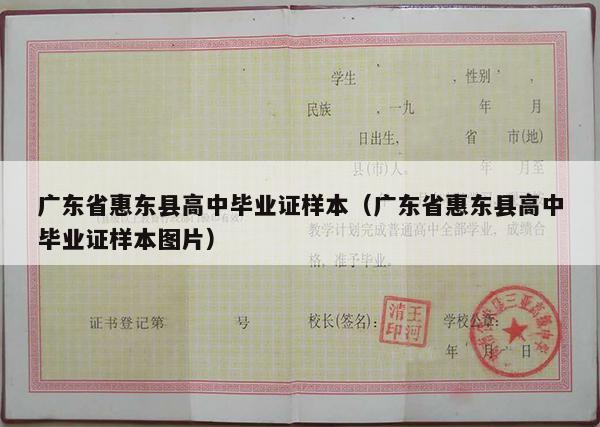 学生 ，性别 ，
民族 ，一九 年 月
日出生， 省 市(地)
县(市)人。 年 月至
广东省惠东县高中毕业证样本（广东省惠东县高中
毕业证样本图片）
教学计划完成普通高中全部学业，成绩合
格，准予毕业。
证书登记第 号
校长(签名)：
王河清印
学校公章：
年 月 日